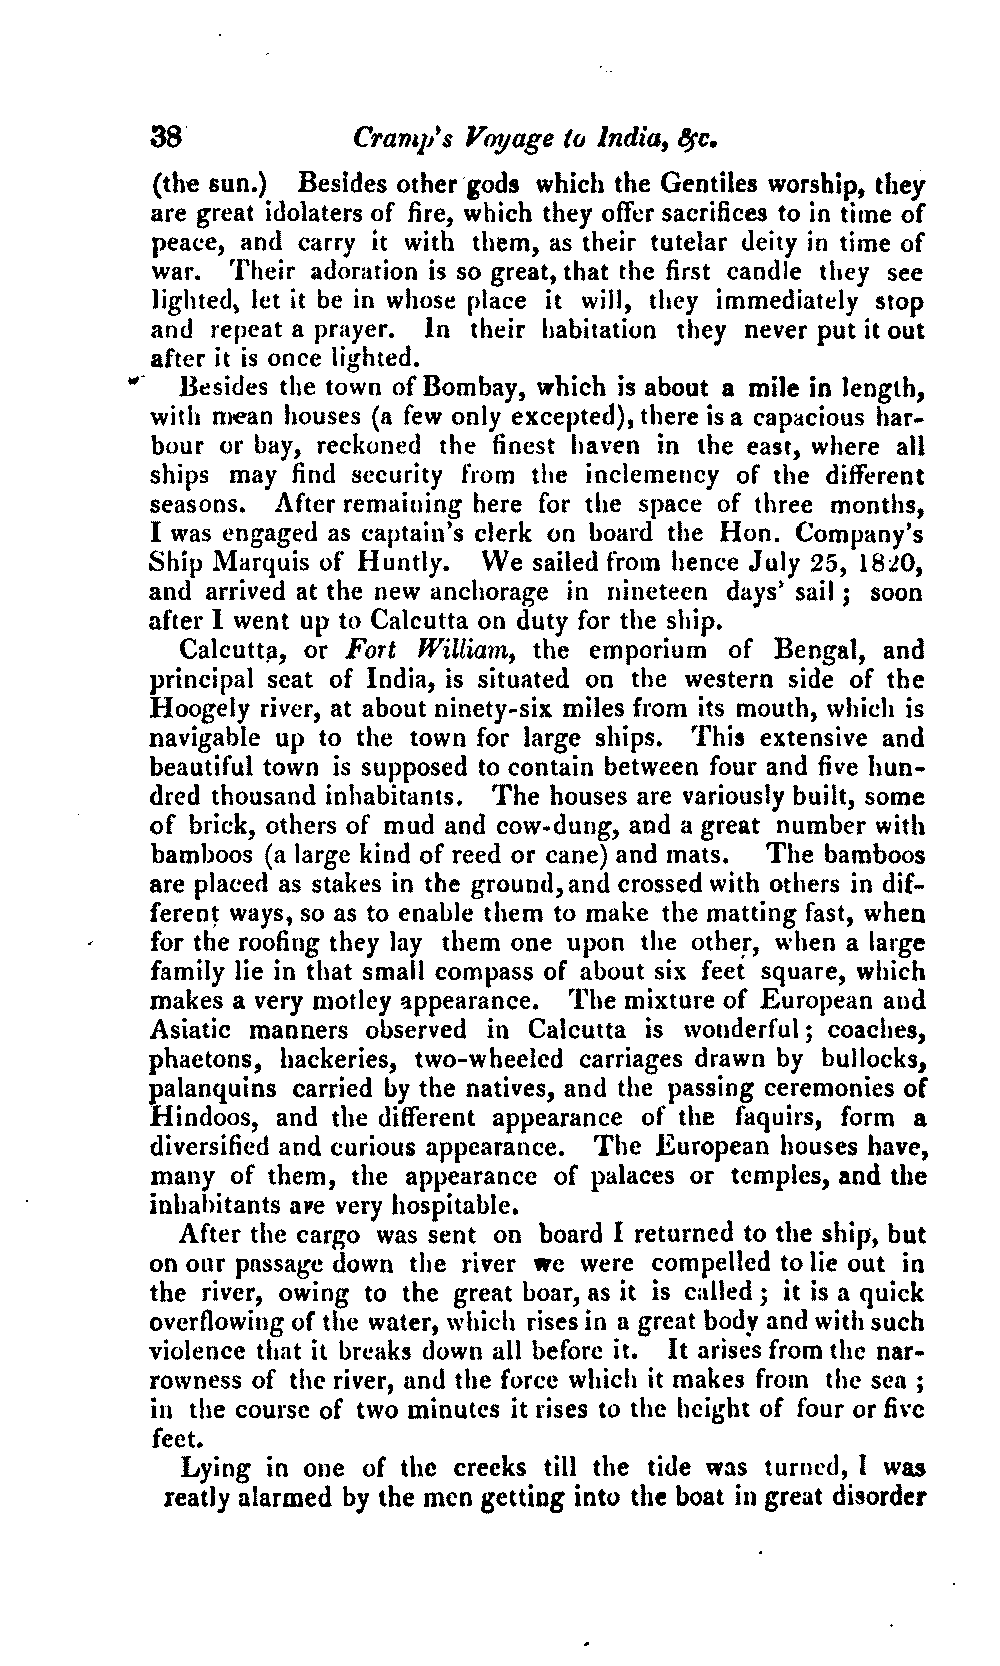 38 Cramp's Voyage to India, &c.
(the sun.) Besides other gods which the Gentiles worship, they
are great idolaters of fire, which they offer sacrifices to in time of
peace, and carry it with them, as their tutelar deity in time of
war. Their adoration is so great, that the first candle they see
lighted, let it be in whose place it will, they immediately stop
and repeat a prayer. In their habitation they never put it out
after it is once lighted.
Besides the town of Bombay, which is about a mile in length,
with mean houses (a few only excepted), there is a capacious har-
bour or bay, reckoned the finest haven in the east, where all
ships may find security from the inclemency of the different
seasons. After remaining here for the space of three months,
I was engaged as captain's clerk on board the Hon. Company's
Ship Marquis of Huntly. We sailed from hence July 25, 1820,
and arrived at the new anchorage in nineteen days' sail; soon
after I went up to Calcutta on duty for the ship.
Calcutta, or Fort William, the emporium of Bengal, and
principal seat of India, is situated on the western side of the
Hoogely river, at about ninety-six miles from its mouth, which is
navigable up to the town for large ships. This extensive and
beautiful town is supposed to contain between four and five hun-
dred thousand inhabitants. The houses are variously built, some
of brick, others of mud and cow-dung, and a great number with
bamboos (a large kind of reed or cane) and mats. The bamboos
are placed as stakes in the ground, and crossed with others in dif-
ferent ways, so as to enable them to make the matting fast, when
for the roofing they lay them one upon the other, when a large
family lie in that small compass of about six feet square, which
makes a very motley appearance. The mixture of European and
Asiatic manners observed in Calcutta is wonderful; coaches,
phaetons, hackeries, two-wheeled carriages drawn by bullocks,
palanquins carried by the natives, and the passing ceremonies of
Hindoos, and the different appearance of the faquirs, form a
diversified and curious appearance. The European houses have,
many of them, the appearance of palaces or temples, and the
inhabitants are very hospitable.
After the cargo was sent on board I returned to the ship, but
on our passage down the river we were compelled to lie out in
the river, owing to the great boar, as it is called; it is a quick
overflowing of the water, which rises in a great body and with such
violence that it breaks down all before it. It arises from the nar-
rowness of the river, and the force which it makes from the sea;
in the course of two minutes it rises to the height of four or five
feet.
Lying in one of the creeks till the tide was turned, I was
reatly alarmed by the men getting into the boat in great disorder